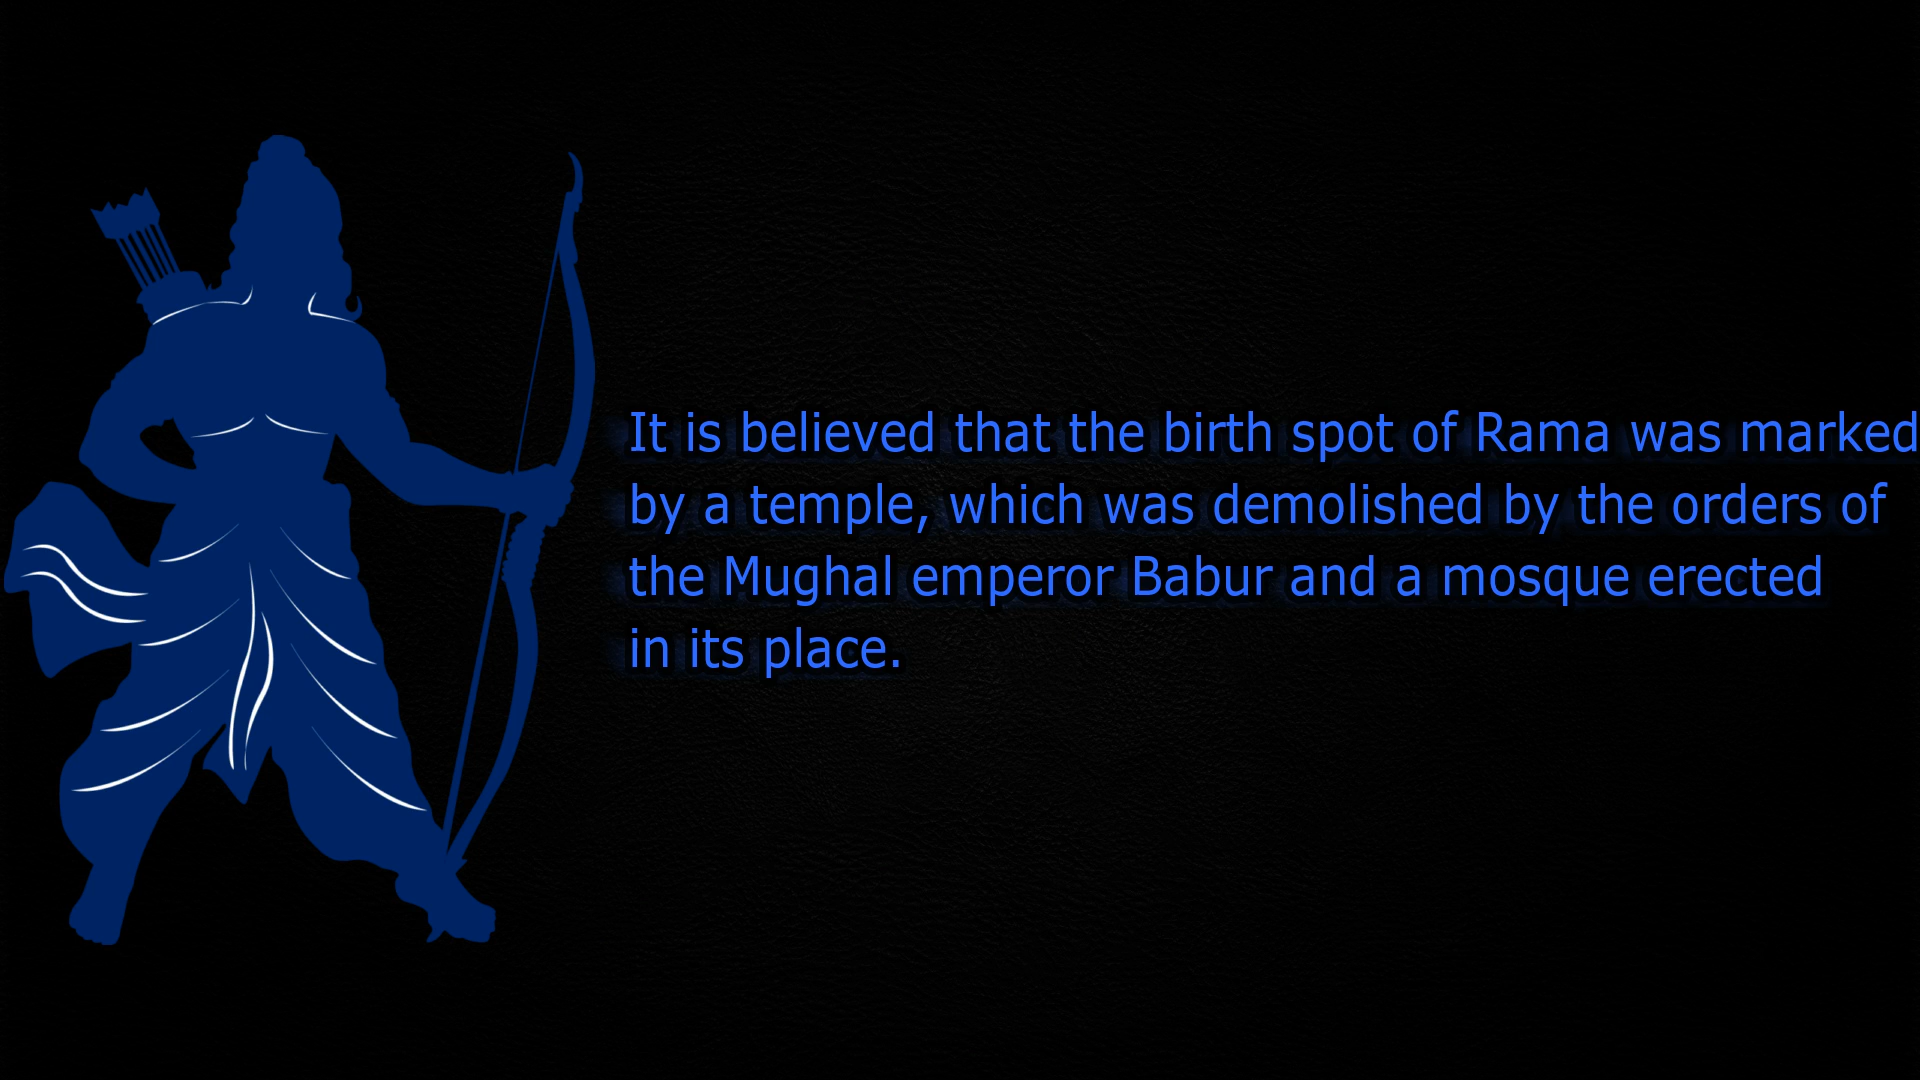 It is believed that the birth spot of Rama was marked
by a temple, which was demolished by the orders of
the Mughal emperor Babur and a mosque erected
in its place.